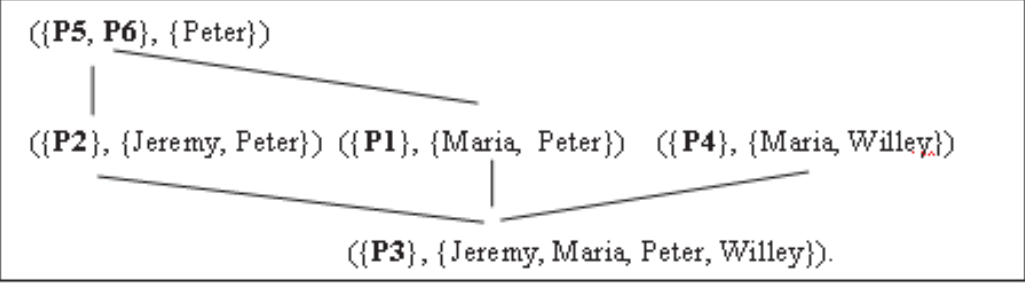 ({P5, P6}, {Peter})
({P2}, {Jeremy, Peter}) ({P1}, {Maria, Peter}) ({P4}, {Maria, Willey})
({P3}, {Jeremy, Maria, Peter, Willey}).